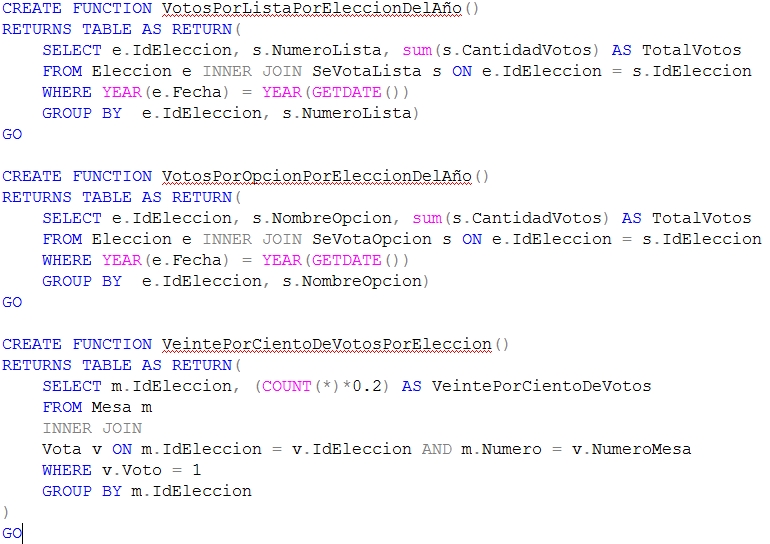 CREATE FUNCTION VotosPorListaPorEleccionDelAño()
RETURNS TABLE AS RETURN(
    SELECT e.IdEleccion, s.NumeroLista, sum(s.CantidadVotos) AS TotalVotos
    FROM Eleccion e INNER JOIN SeVotaLista s ON e.IdEleccion = s.IdEleccion
    WHERE YEAR(e.Fecha) = YEAR(GETDATE())
    GROUP BY  e.IdEleccion, s.NumeroLista)
GO

CREATE FUNCTION VotosPorOpcionPorEleccionDelAño()
RETURNS TABLE AS RETURN(
    SELECT e.IdEleccion, s.NombreOpcion, sum(s.CantidadVotos) AS TotalVotos
    FROM Eleccion e INNER JOIN SeVotaOpcion s ON e.IdEleccion = s.IdEleccion
    WHERE YEAR(e.Fecha) = YEAR(GETDATE())
    GROUP BY  e.IdEleccion, s.NombreOpcion)
GO

CREATE FUNCTION VeintePorCientoDeVotosPorEleccion()
RETURNS TABLE AS RETURN(
    SELECT m.IdEleccion, (COUNT(*)*0.2) AS VeintePorCientoDeVotos
    FROM Mesa m
    INNER JOIN
    Vota v ON m.IdEleccion = v.IdEleccion AND m.Numero = v.NumeroMesa
    WHERE v.Voto = 1
    GROUP BY m.IdEleccion
)
GO